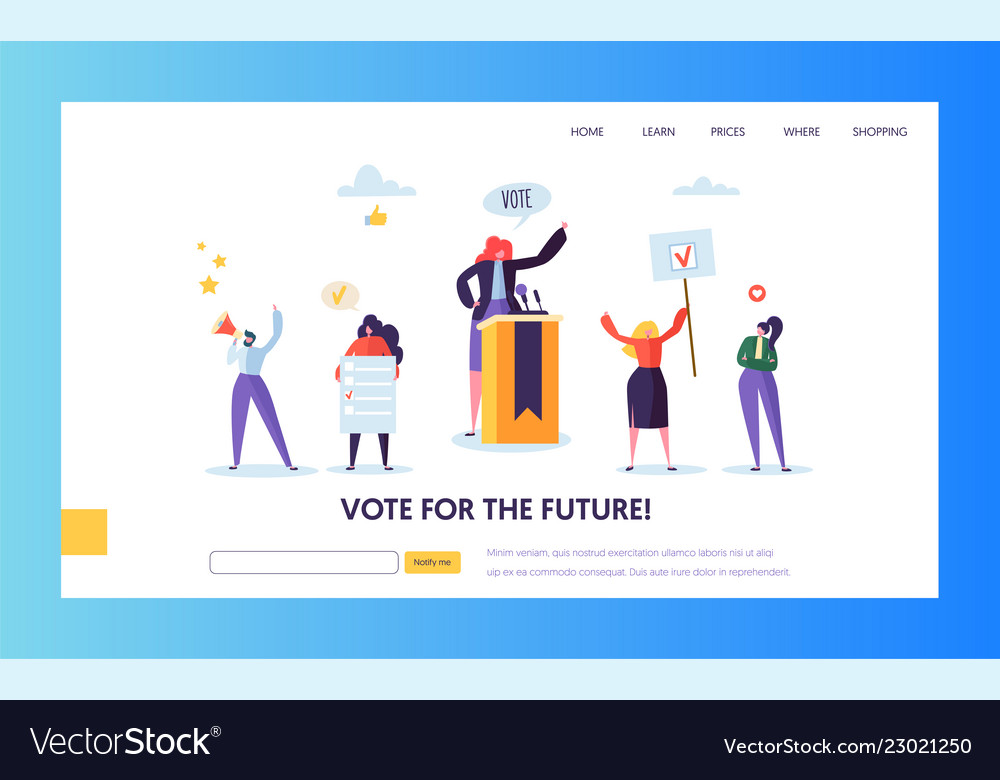 HOME LEARN PRICES WHERE SHOPPING
VOTE
VOTE FOR THE FUTURE!
Notify me
Minim veniam, quis nostrud exercitation ullamco laboris nisi ut aliqi
uip ex ea commodo consequat. Duis aute irure dolor in reprehenderit.
VectorStock®
VectorStock.com/23021250